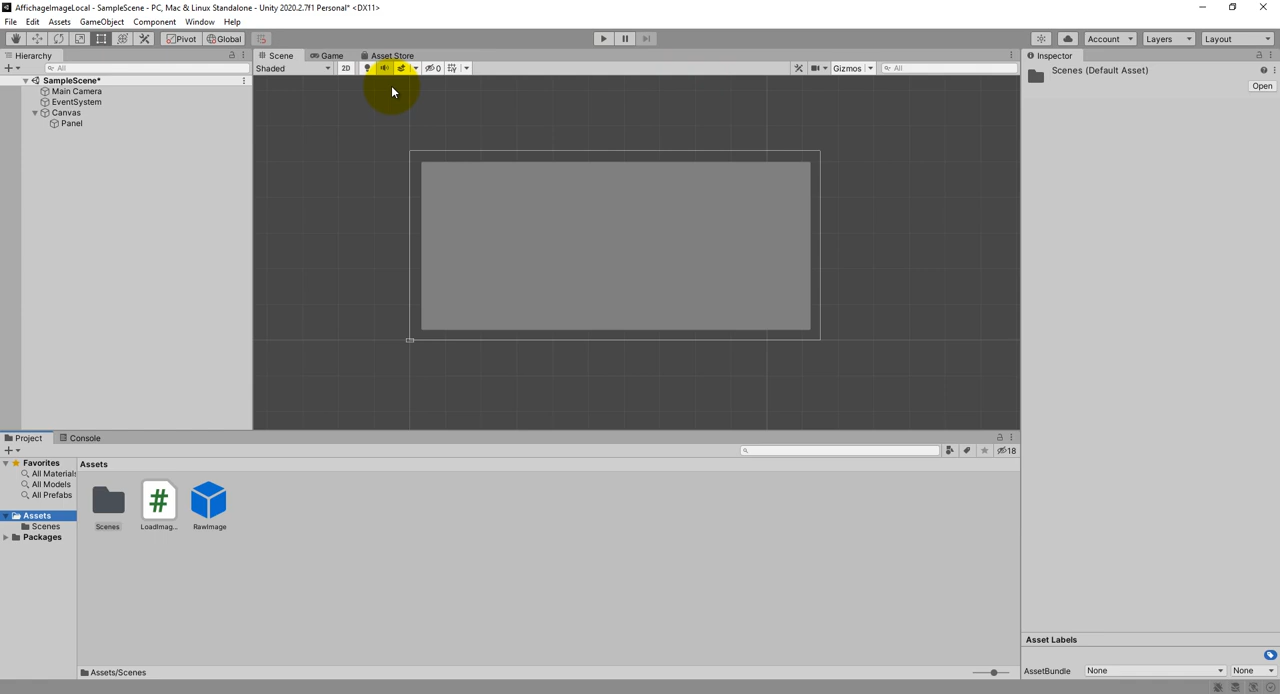 AffichageImageLocal - SampleScene - PC, Mac & Linux Standalone - Unity 2020.2.7f1 Personal* <DX11>
File Edit Assets GameObject Component Window Help
Pivot Global Account Layers Layout
Hierarchy
All
SampleScene*
Main Camera
EventSystem
Canvas
Panel
Scene Game Asset Store
Shaded 2D 0 Gizmos All
Inspector
Scenes (Default Asset)
Open
Project Console
18
Favorites
All Materials
All Models
All Prefabs
Assets
Scenes
Packages
Assets
Scenes LoadImag... RawImage
Assets/Scenes
Asset Labels
AssetBundle None None